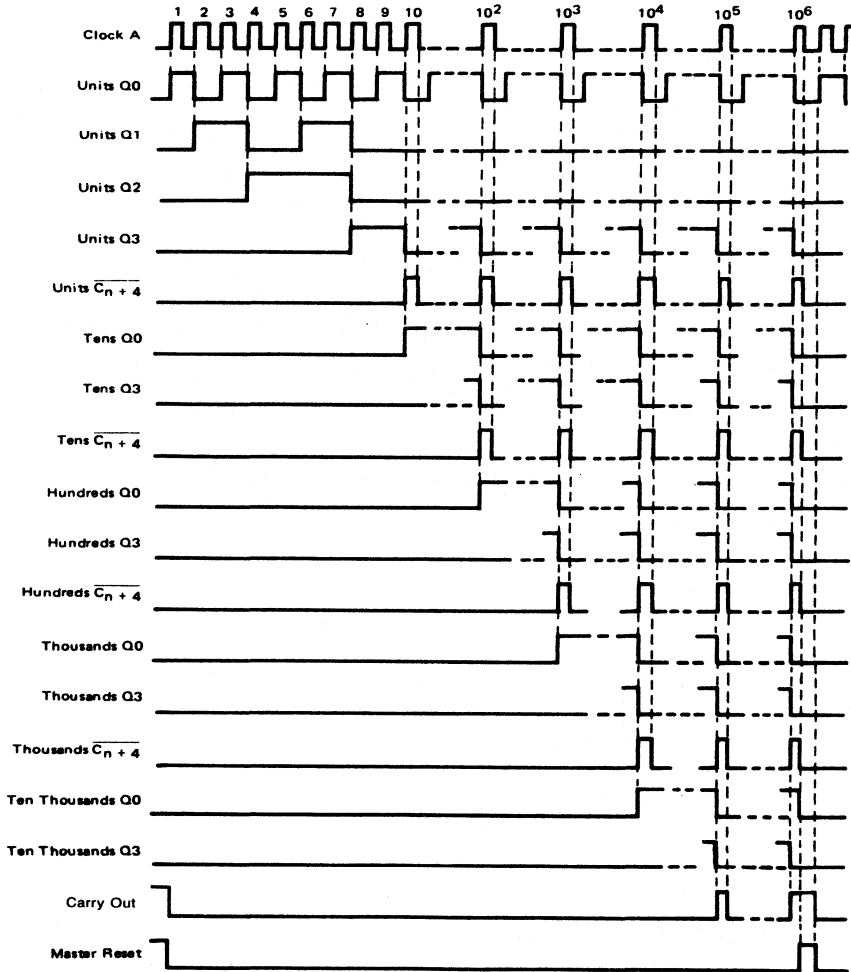 1 2 3 4 5 6 7 8 9 10 10² 10³ 10⁴ 10⁵ 10⁶
Clock A
Units Q0
Units Q1
Units Q2
Units Q3
Units C̅n̅ ̅+̅ ̅4̅
Tens Q0
Tens Q3
Tens C̅n̅ ̅+̅ ̅4̅
Hundreds Q0
Hundreds Q3
Hundreds C̅n̅ ̅+̅ ̅4̅
Thousands Q0
Thousands Q3
Thousands C̅n̅ ̅+̅ ̅4̅
Ten Thousands Q0
Ten Thousands Q3
Carry Out
Master Reset